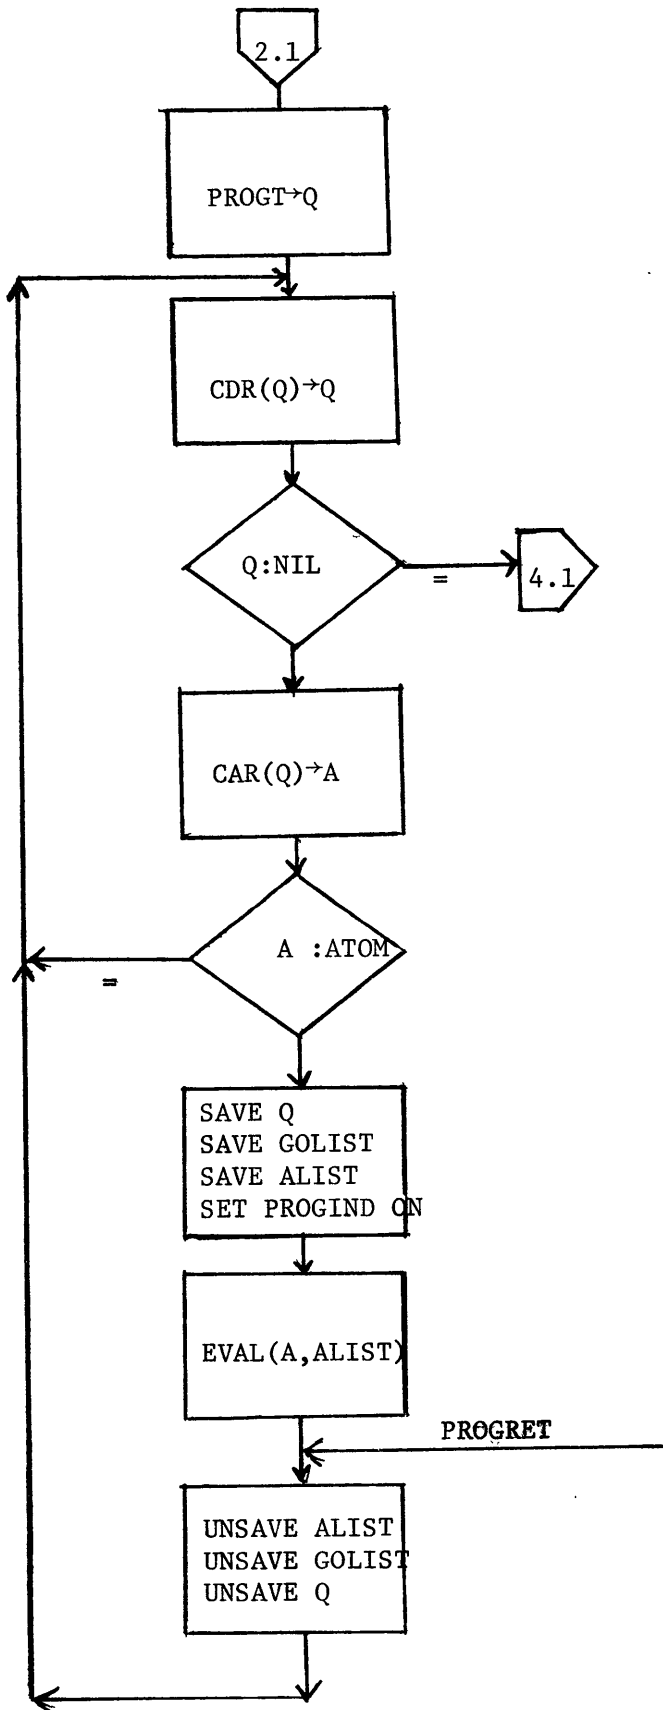 2.1
PROGT→Q
CDR(Q)→Q
Q:NIL
=
4.1
CAR(Q)→A
A :ATOM
=
SAVE Q
SAVE GOLIST
SAVE ALIST
SET PROGIND ON
EVAL(A,ALIST)
PROGRET
UNSAVE ALIST
UNSAVE GOLIST
UNSAVE Q